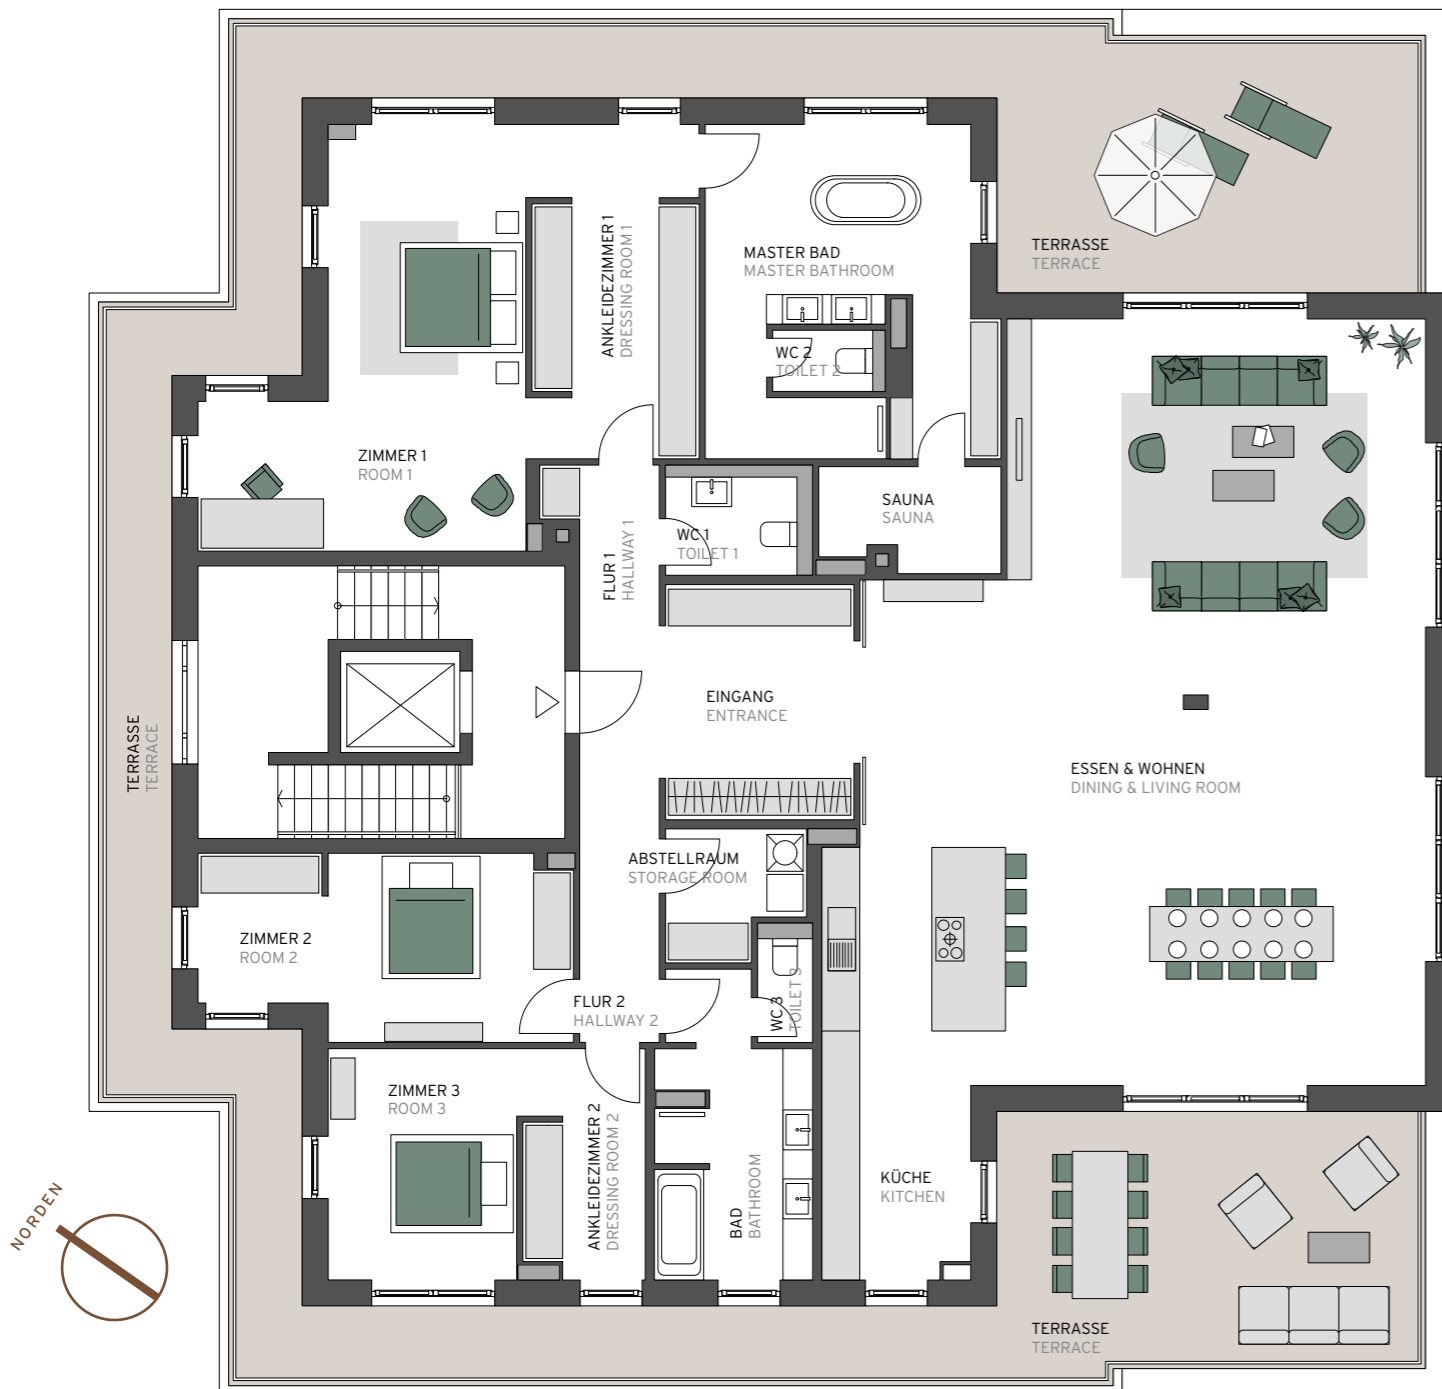 TERRASSE
TERRACE
MASTER BAD
MASTER BATHROOM
ANKLEIDEZIMMER 1
DRESSING ROOM 1
WC 2
TOILET 2
ZIMMER 1
ROOM 1
SAUNA
SAUNA
WC 1
TOILET 1
FLUR 1
HALLWAY 1
EINGANG
ENTRANCE
TERRASSE
TERRACE
ESSEN & WOHNEN
DINING & LIVING ROOM
ABSTELLRAUM
STORAGE ROOM
ZIMMER 2
ROOM 2
FLUR 2
HALLWAY 2
WC 3
TOILET 3
ZIMMER 3
ROOM 3
ANKLEIDEZIMMER 2
DRESSING ROOM 2
BAD
BATHROOM
KÜCHE
KITCHEN
NORDEN
TERRASSE
TERRACE